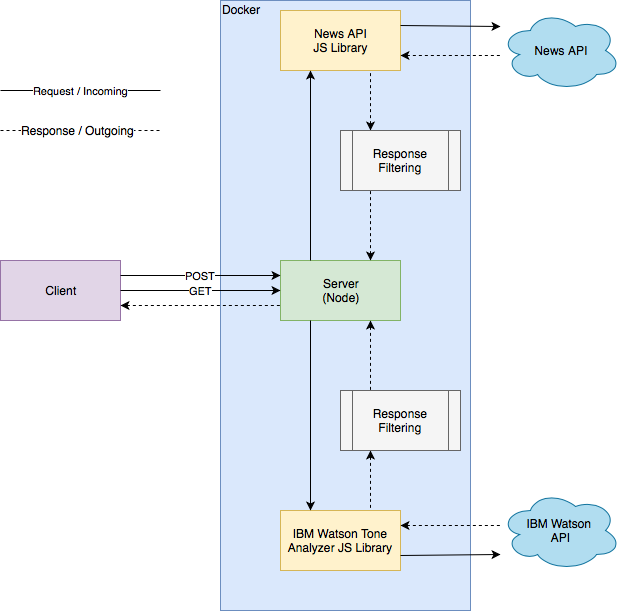 Docker
News API
JS Library
News API
Request / Incoming
Response / Outgoing
Response
Filtering
POST
GET
Client
Server
(Node)
Response
Filtering
IBM Watson Tone
Analyzer JS Library
IBM Watson
API